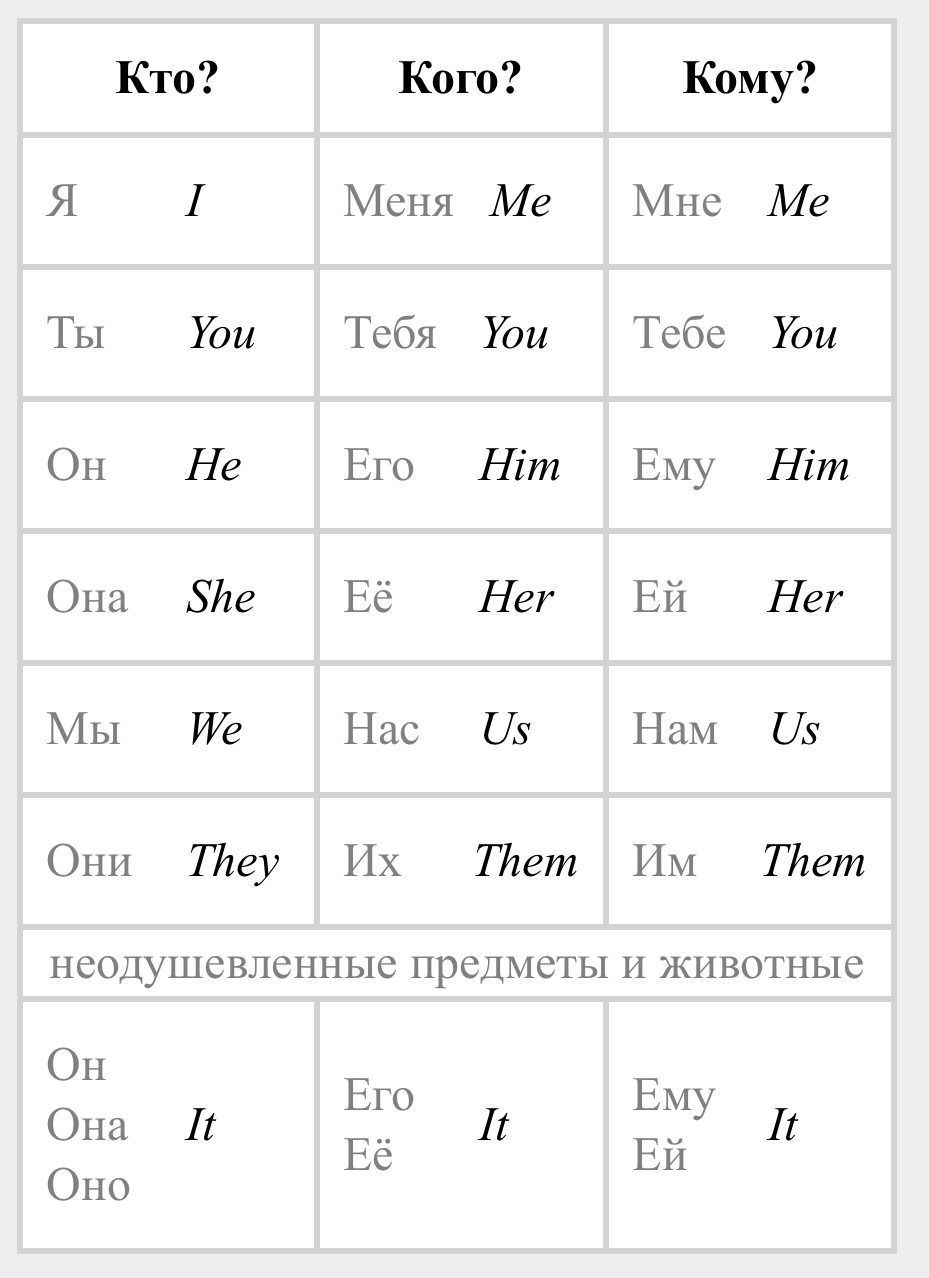 Кто? Кого? Кому?
Я I Меня Me Мне Me
Ты You Тебя You Тебе You
Он He Его Him Ему Him
Она She Её Her Ей Her
Мы We Нас Us Нам Us
Они They Их Them Им Them
неодушевленные предметы и животные
Он
Она
Оно
It
Его
Её
It
Ему
Ей
It